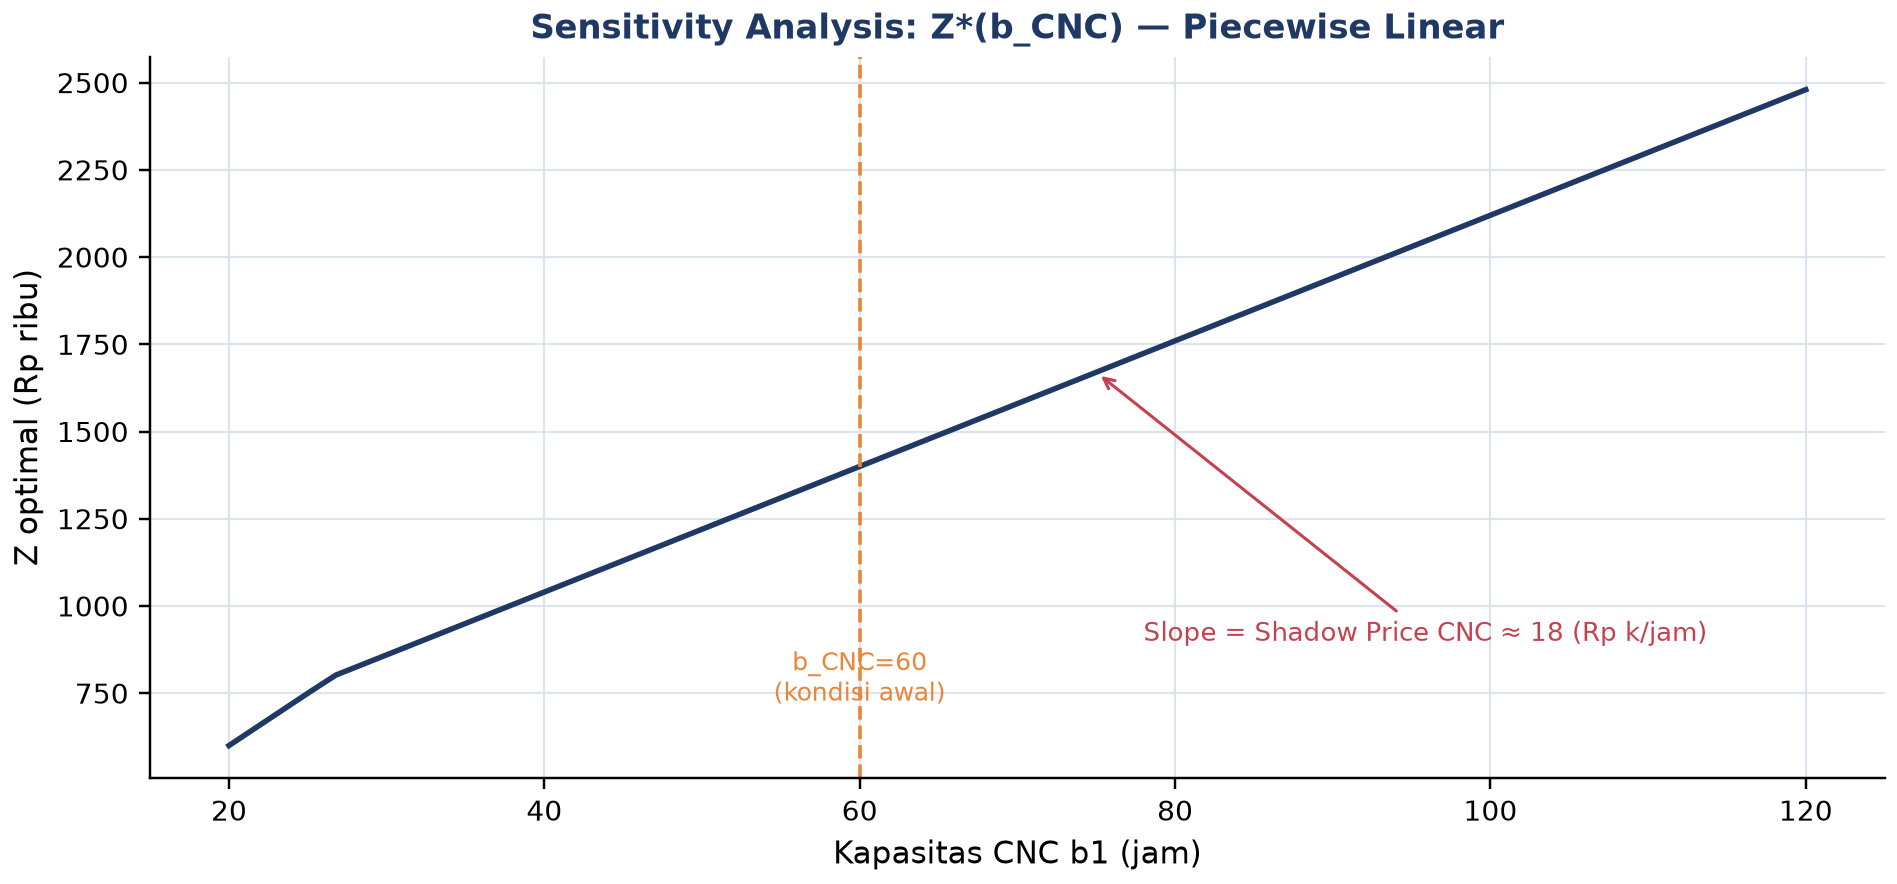 Sensitivity Analysis: Z*(b_CNC) — Piecewise Linear
Z optimal (Rp ribu)
2500
2250
2000
1750
1500
1250
1000
750
Slope = Shadow Price CNC ≈ 18 (Rp k/jam)
b_CNC=60
(kondisi awal)
20 40 60 80 100 120
Kapasitas CNC b1 (jam)